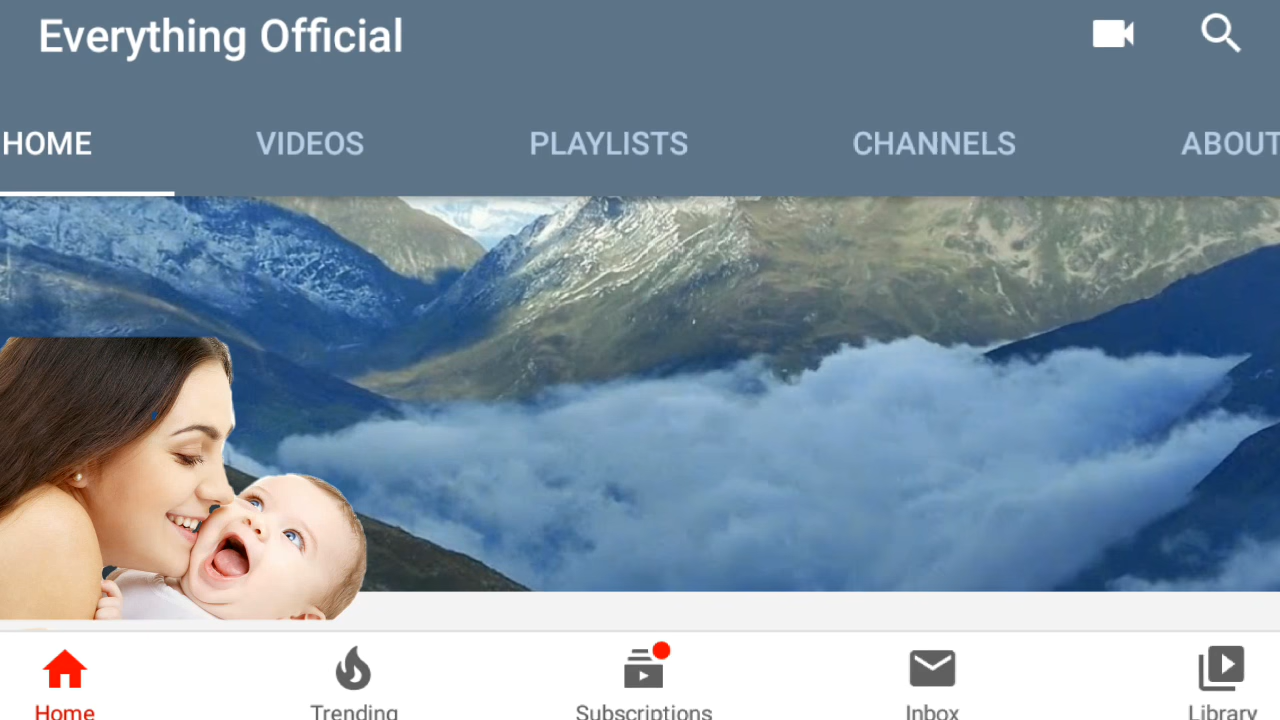 Everything Official
HOME VIDEOS PLAYLISTS CHANNELS ABOUT
Home Trending Subscriptions Inbox Library